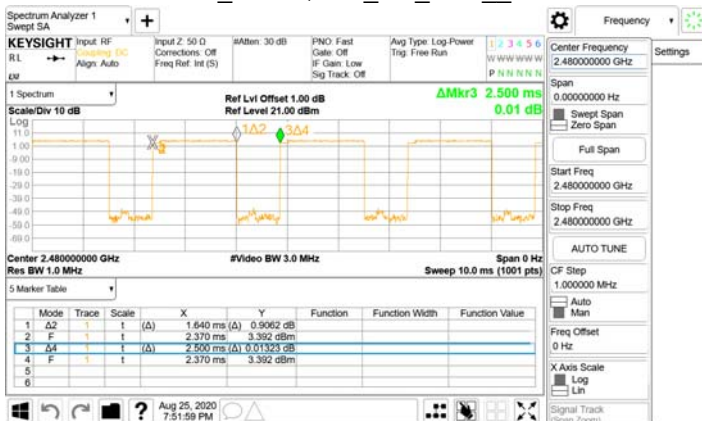 Spectrum Analyzer 1
Swept SA
+
Frequency
KEYSIGHT
RL
Input: RF
Coupling: DC
Align: Auto
Input Z: 50 Ω
Corrections: Off
Freq Ref: Int (S)
#Atten: 30 dB
PNO: Fast
Gate: Off
IF Gain: Low
Sig Track: Off
Avg Type: Log-Power
Trig: Free Run
1 2 3 4 5 6
W W W W W W
P N N N N N
1 Spectrum
Scale/Div 10 dB
Ref Lvl Offset 1.00 dB
Ref Level 21.00 dBm
ΔMkr3 2.500 ms
0.01 dB
Log
11.0
1.00
-9.00
-19.0
-29.0
-39.0
-49.0
-59.0
-69.0
1Δ2
3Δ4
Center 2.480000000 GHz
Res BW 1.0 MHz
#Video BW 3.0 MHz
Span 0 Hz
Sweep 10.0 ms (1001 pts)
5 Marker Table
Mode Trace Scale X Y Function Function Width Function Value
1 Δ2 1 t (Δ) 1.640 ms (Δ) 0.9062 dB
2 F 1 t 2.370 ms 3.392 dBm
3 Δ4 1 t (Δ) 2.500 ms (Δ) 0.01323 dB
4 F 1 t 2.370 ms 3.392 dBm
5
6
?
Aug 25, 2020
7:51:59 PM
Center Frequency
2.480000000 GHz
Settings
Span
0.00000000 Hz
Swept Span
Zero Span
Full Span
Start Freq
2.480000000 GHz
Stop Freq
2.480000000 GHz
AUTO TUNE
CF Step
1.000000 MHz
Auto
Man
Freq Offset
0 Hz
X Axis Scale
Log
Lin
Signal Track
(Span Zoom)